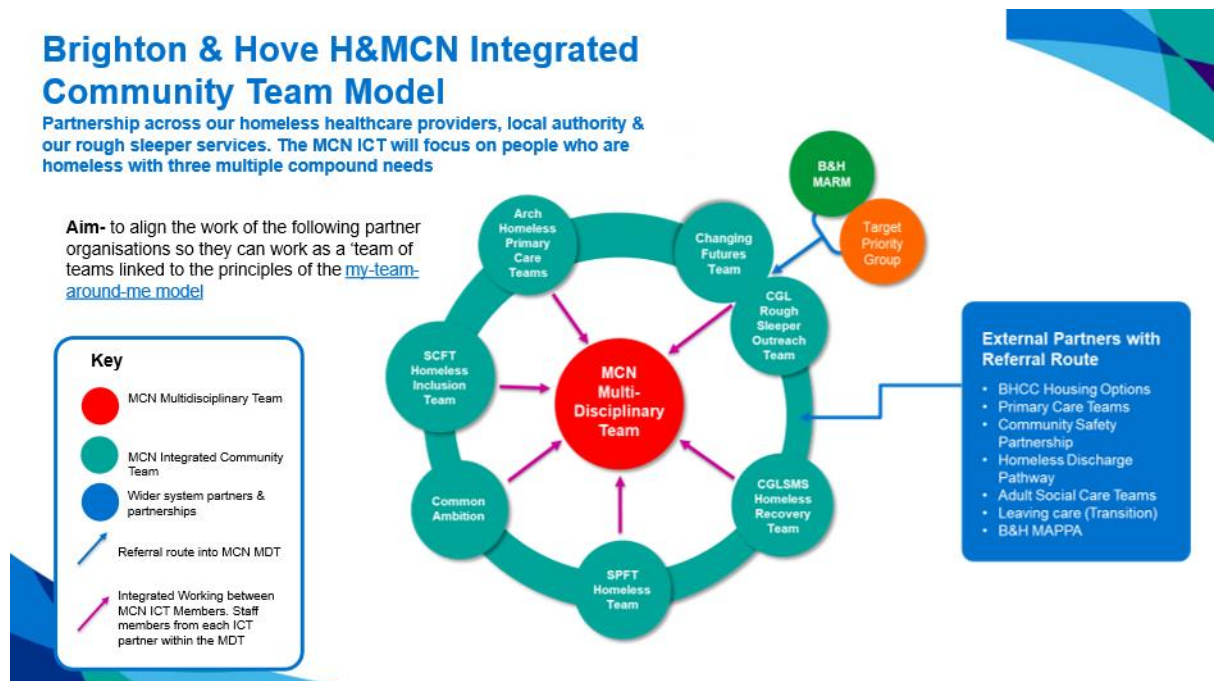 Brighton & Hove H&MCN Integrated
Community Team Model
Partnership across our homeless healthcare providers, local authority &
our rough sleeper services. The MCN ICT will focus on people who are
homeless with three multiple compound needs
Aim- to align the work of the following partner
organisations so they can work as a ‘team of
teams linked to the principles of the my-team-
around-me model
Key
MCN Multidisciplinary Team
MCN Integrated Community
Team
Wider system partners &
partnerships
Referral route into MCN MDT
Integrated Working between
MCN ICT Members. Staff
members from each ICT
partner within the MDT
Arch
Homeless
Primary
Care
Teams
Changing
Futures
Team
B&H
MARM
Target
Priority
Group
CGL
Rough
Sleeper
Outreach
Team
SCFT
Homeless
Inclusion
Team
MCN
Multi-
Disciplinary
Team
Common
Ambition
CGLSMS
Homeless
Recovery
Team
SPFT
Homeless
Team
External Partners with
Referral Route
• BHCC Housing Options
• Primary Care Teams
• Community Safety
Partnership
• Homeless Discharge
Pathway
• Adult Social Care Teams
• Leaving care (Transition)
• B&H MAPPA